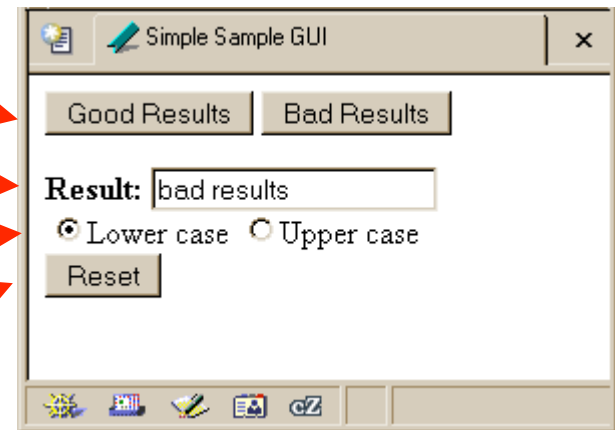 Simple Sample GUI
Good Results Bad Results
Result: bad results
Lower case Upper case
Reset